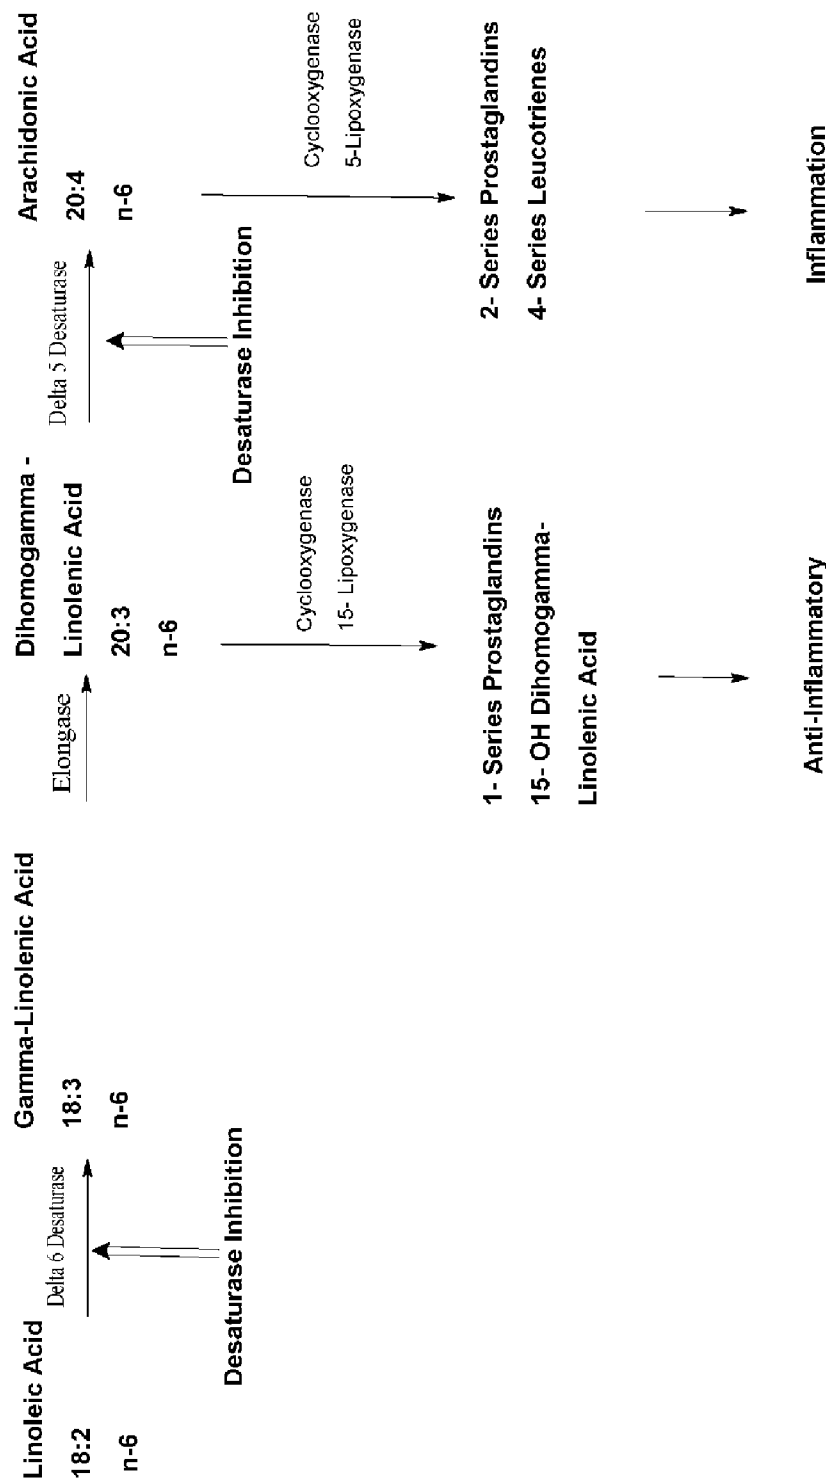 Linoleic Acid
18:2
n-6
Delta 6 Desaturase
Desaturase Inhibition
Gamma-Linolenic Acid
18:3
n-6
Elongase
Dihomogamma -
Linolenic Acid
20:3
n-6
Cyclooxygenase
15- Lipoxygenase
1- Series Prostaglandins
15- OH Dihomogamma-
Linolenic Acid
Anti-Inflammatory
Delta 5 Desaturase
Desaturase Inhibition
Arachidonic Acid
20:4
n-6
Cyclooxygenase
5-Lipoxygenase
2- Series Prostaglandins
4- Series Leucotrienes
Inflammation